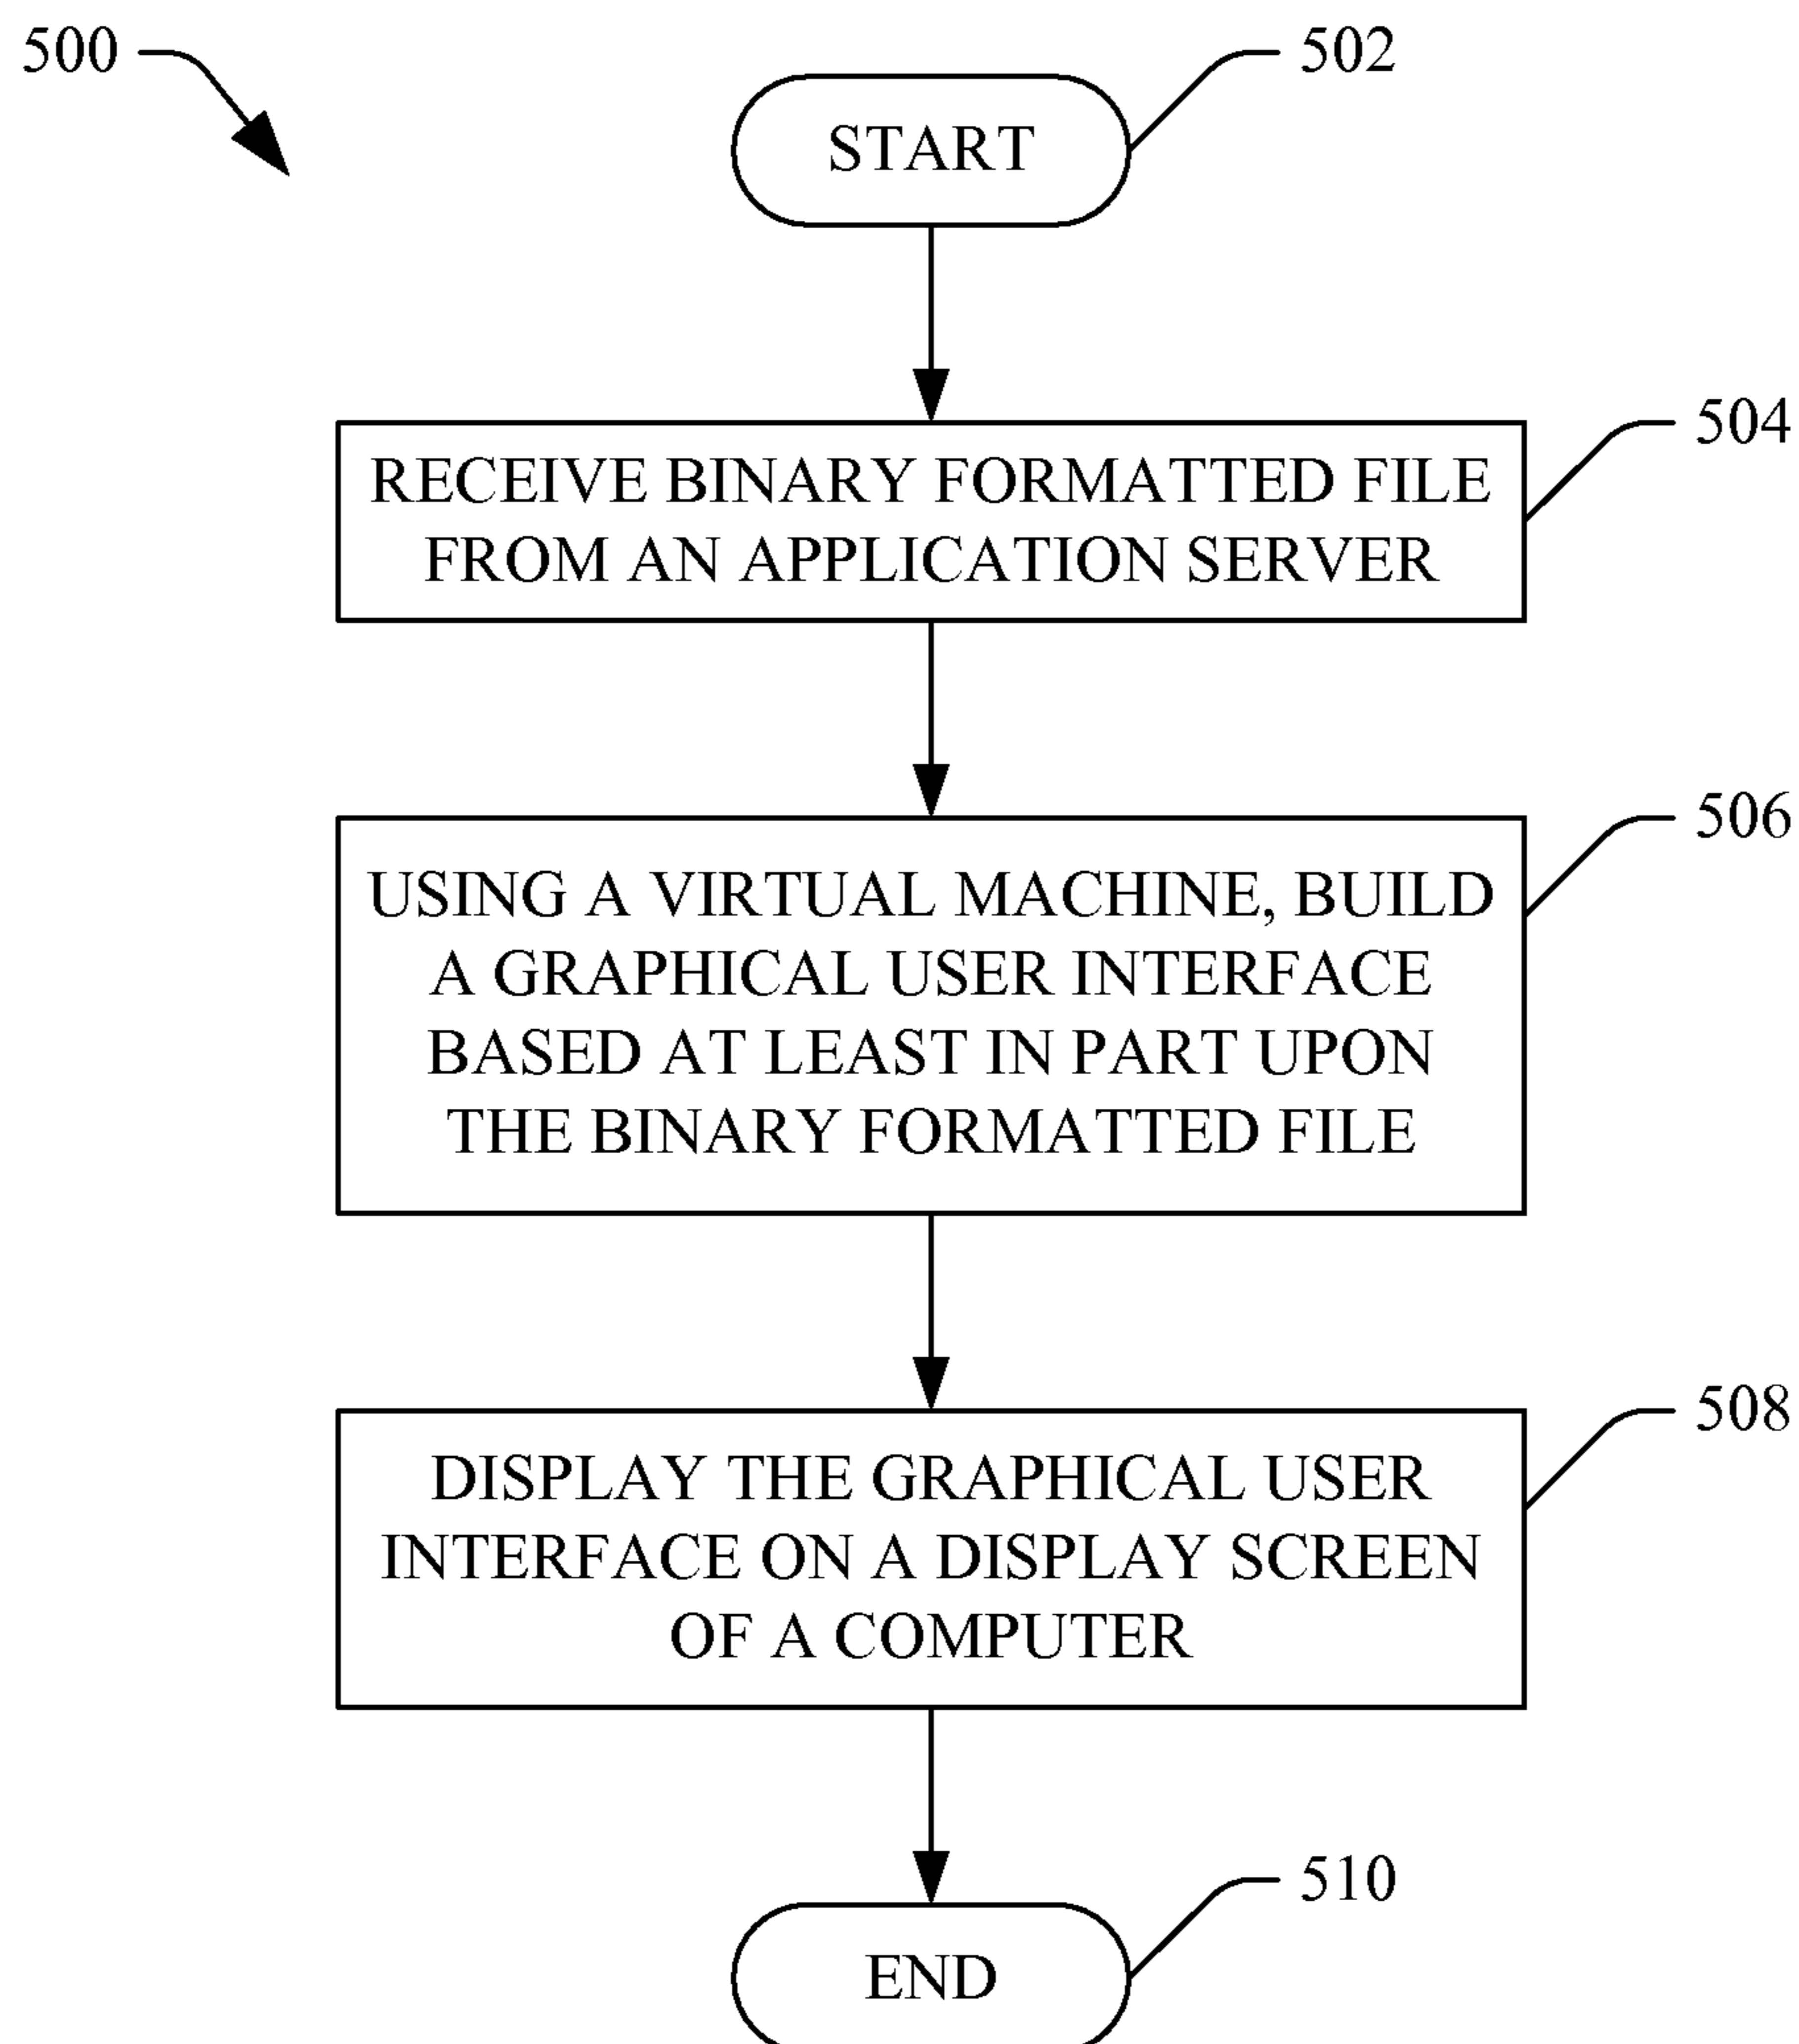 500
502
START
504
RECEIVE BINARY FORMATTED FILE
FROM AN APPLICATION SERVER
506
USING A VIRTUAL MACHINE, BUILD
A GRAPHICAL USER INTERFACE
BASED AT LEAST IN PART UPON
THE BINARY FORMATTED FILE
508
DISPLAY THE GRAPHICAL USER
INTERFACE ON A DISPLAY SCREEN
OF A COMPUTER
510
END